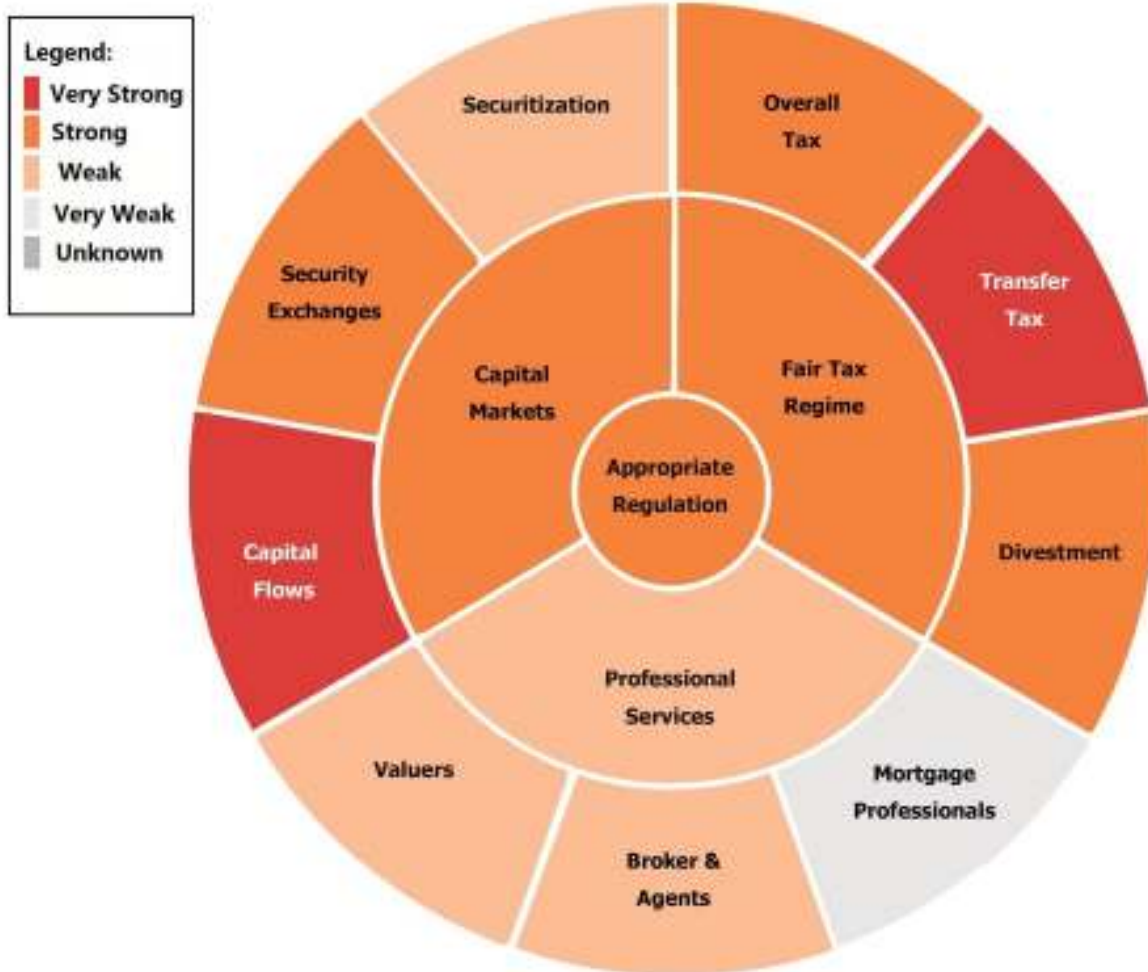 Legend:
Very Strong
Strong
Weak
Very Weak
Unknown
Securitization
Overall
Tax
Security
Exchanges
Transfer
Tax
Capital
Markets
Fair Tax
Regime
Appropriate
Regulation
Capital
Flows
Divestment
Professional
Services
Valuers
Mortgage
Professionals
Broker &
Agents